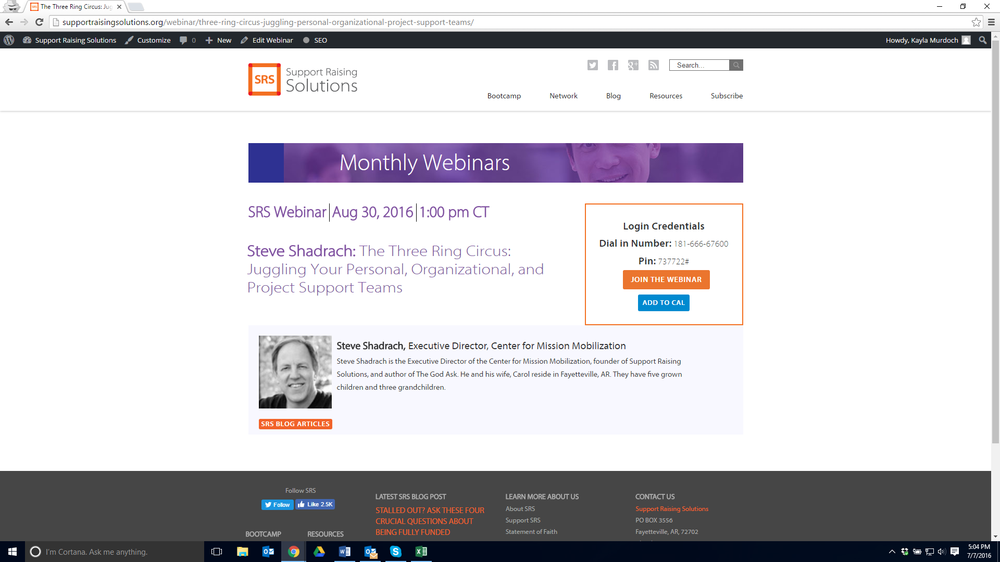 The Three Ring Circus: Jug
supportraisingsolutions.org/webinar/three-ring-circus-juggling-personal-organizational-project-support-teams/
Support Raising Solutions Customize 0 New Edit Webinar SEO Howdy, Kayla Murdoch
SRS Support Raising
Solutions
Search...
Bootcamp Network Blog Resources Subscribe
Monthly Webinars
SRS Webinar Aug 30, 2016 1:00 pm CT
Steve Shadrach: The Three Ring Circus:
Juggling Your Personal, Organizational, and
Project Support Teams
Login Credentials
Dial in Number: 181-666-67600
Pin: 737722#
JOIN THE WEBINAR
ADD TO CAL
Steve Shadrach, Executive Director, Center for Mission Mobilization
Steve Shadrach is the Executive Director of the Center for Mission Mobilization, founder of Support Raising
Solutions, and author of The God Ask. He and his wife, Carol reside in Fayetteville, AR. They have five grown
children and three grandchildren.
SRS BLOG ARTICLES
Follow SRS
Follow Like 2.5K
BOOTCAMP RESOURCES
LATEST SRS BLOG POST
STALLED OUT? ASK THESE FOUR
CRUCIAL QUESTIONS ABOUT
BEING FULLY FUNDED
LEARN MORE ABOUT US
About SRS
Support SRS
Statement of Faith
CONTACT US
Support Raising Solutions
PO BOX 3556
Fayetteville, AR, 72702
I'm Cortana. Ask me anything.
5:04 PM
7/7/2016